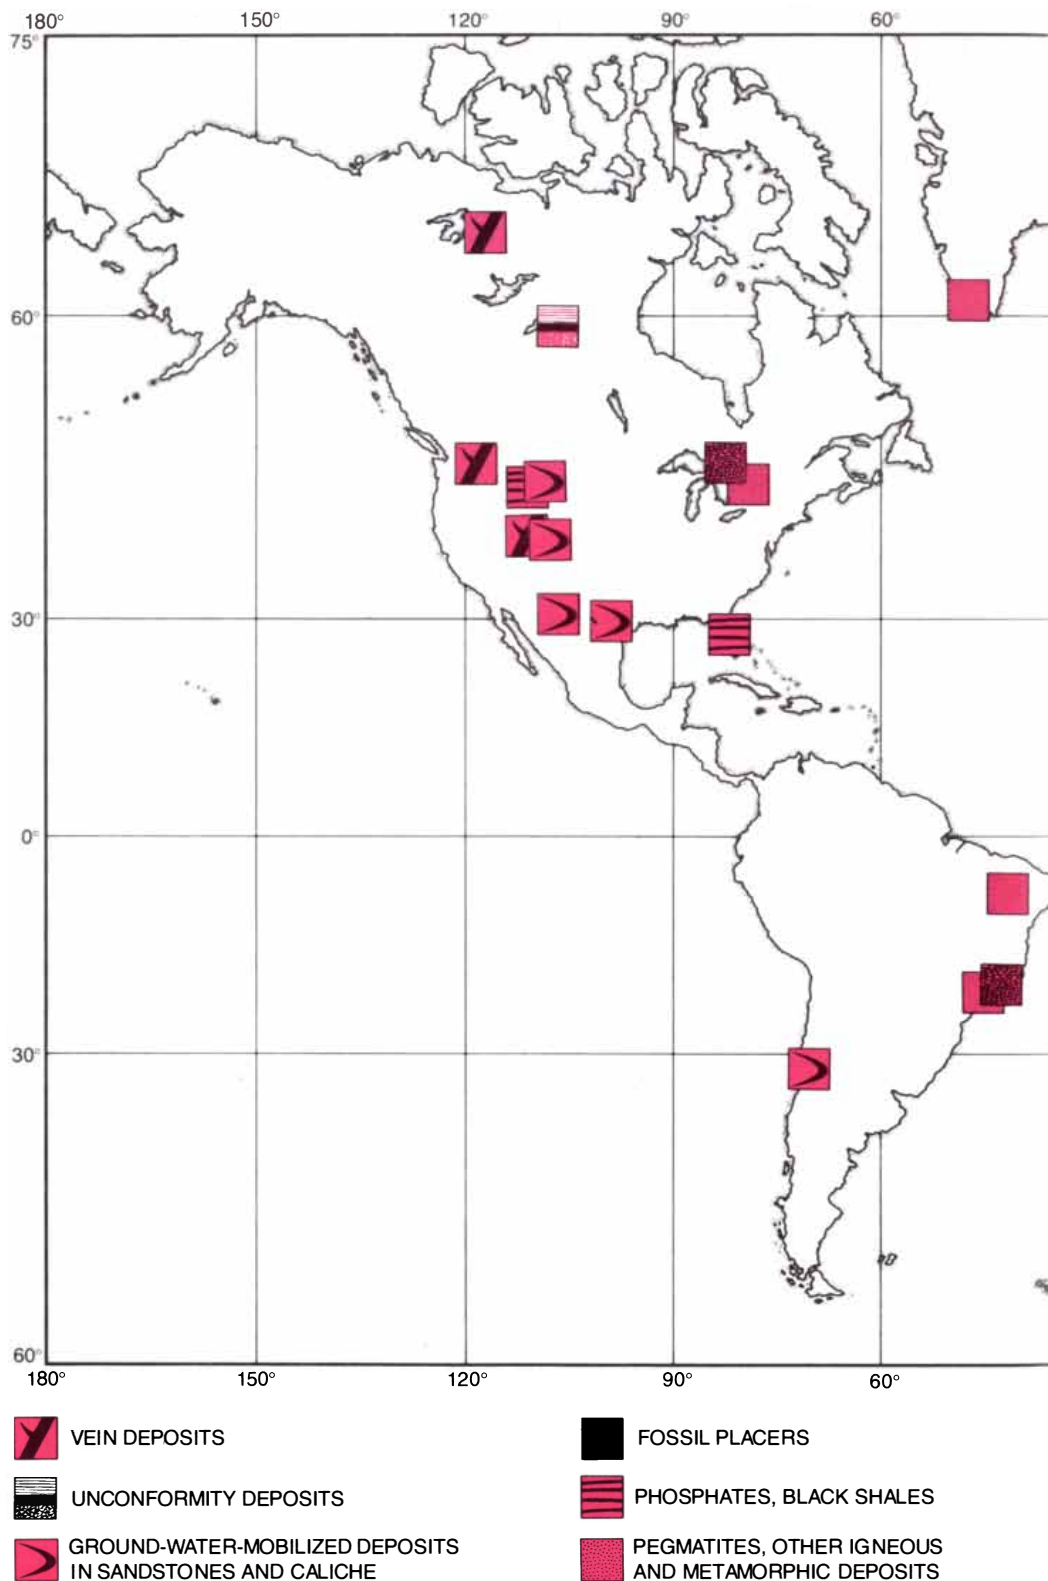 180° 150° 120° 90° 60°
75°
60°
30°
0°
30°
60°
180° 150° 120° 90° 60°
VEIN DEPOSITS
UNCONFORMITY DEPOSITS
GROUND-WATER-MOBILIZED DEPOSITS
IN SANDSTONES AND CALICHE
FOSSIL PLACERS
PHOSPHATES, BLACK SHALES
PEGMATITES, OTHER IGNEOUS
AND METAMORPHIC DEPOSITS